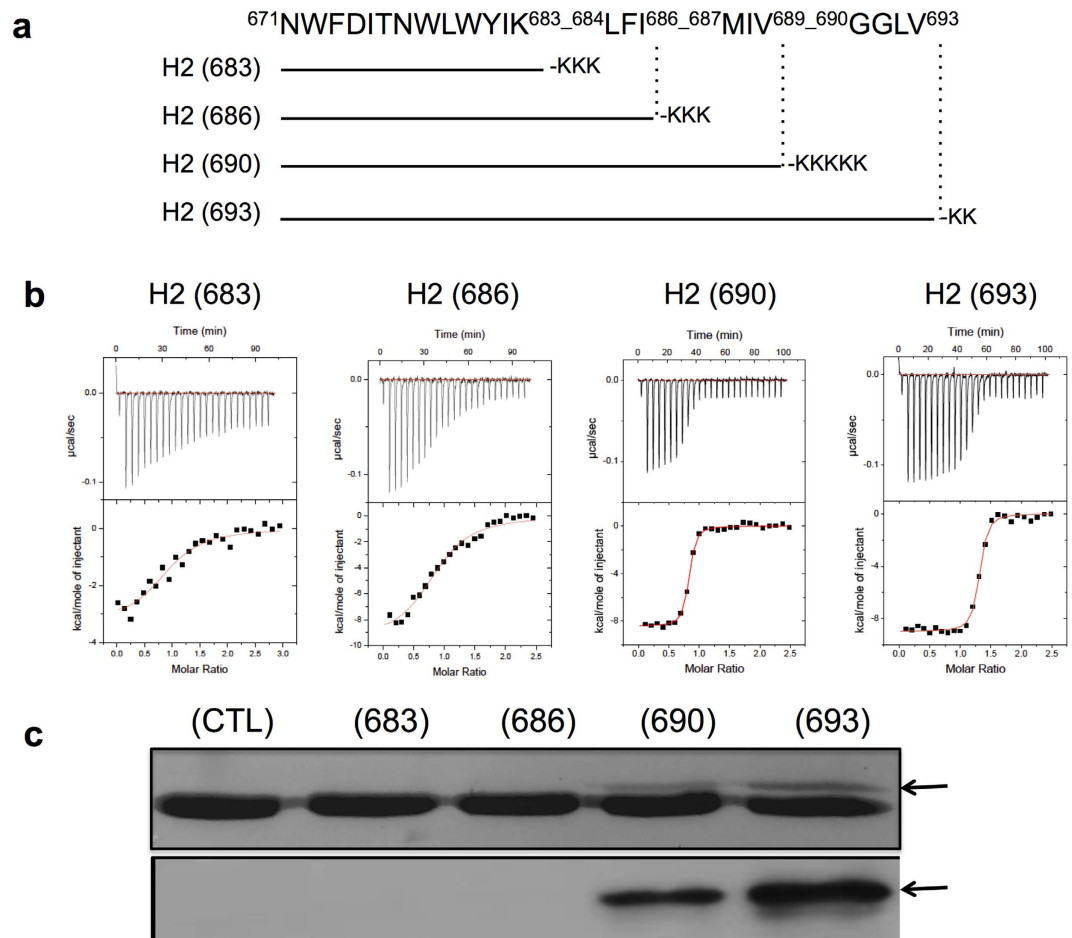 a
⁶⁷¹NWFDITNWLWYIK⁶⁸³_⁶⁸⁴LFI⁶⁸⁶_⁶⁸⁷MIV⁶⁸⁹_⁶⁹⁰GGLV⁶⁹³
H2 (683) -KKK
H2 (686) -KKK
H2 (690) -KKKKK
H2 (693) -KK
b
H2 (683) H2 (686) H2 (690) H2 (693)
Time (min)
0 30 60 90
0.0
-0.1
µcal/sec
0
-2
-4
kcal/mole of injectant
0.0 0.5 1.0 1.5 2.0 2.5 3.0
Molar Ratio
Time (min)
0 30 60 90
0.0
-0.1
µcal/sec
0
-2
-4
-6
-8
-10
kcal/mole of injectant
0.0 0.5 1.0 1.5 2.0 2.5
Molar Ratio
Time (min)
0 10 20 30 40 50 60 70 80 90 100
0.0
-0.1
µcal/sec
0
-4
-8
kcal/mole of injectant
0.0 0.5 1.0 1.5 2.0 2.5
Molar Ratio
Time (min)
0 20 40 60 80 100
0.0
-0.1
µcal/sec
0
-4
-8
kcal/mole of injectant
0.0 0.5 1.0 1.5 2.0 2.5
Molar Ratio
c
(CTL) (683) (686) (690) (693)